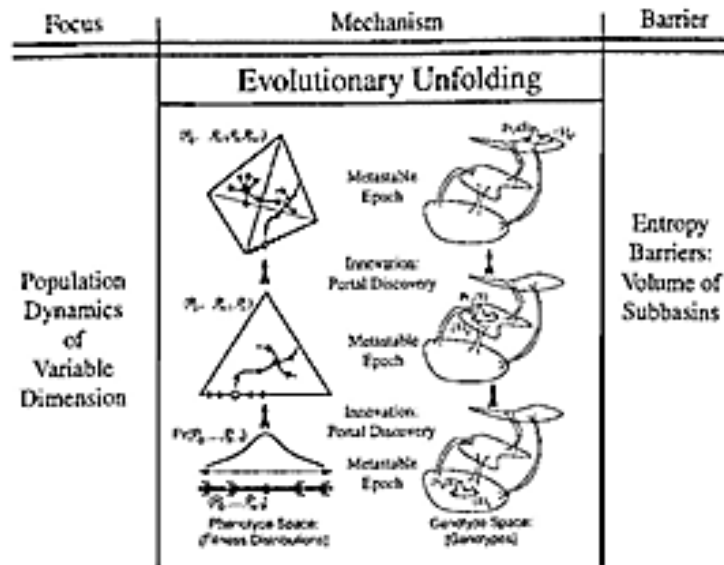 Focus
Mechanism
Barrier
Evolutionary Unfolding
Metastable
Epoch
Innovation:
Portal Discovery
Metastable
Epoch
Innovation:
Portal Discovery
Metastable
Epoch
Phenotype Space:
(Fitness Distributions)
Genotype Space:
(Genotypes)
Population
Dynamics
of
Variable
Dimension
Entropy
Barriers:
Volume of
Subbasins